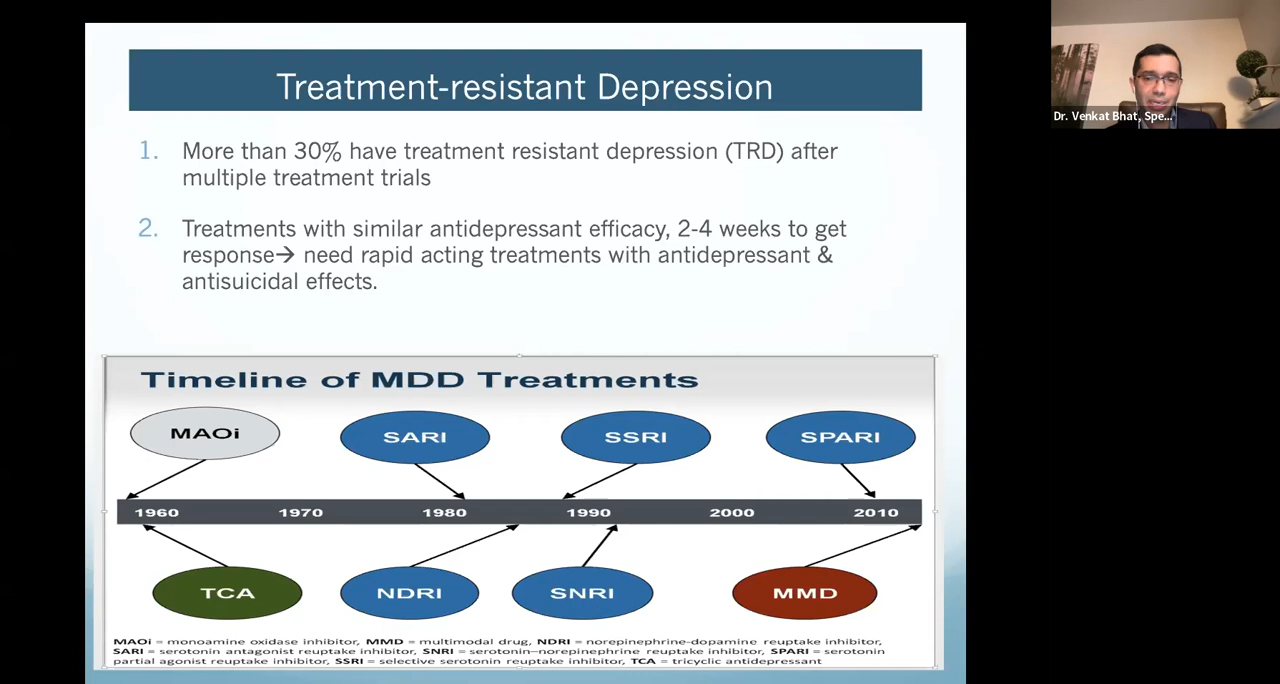 Treatment-resistant Depression
1. More than 30% have treatment resistant depression (TRD) after
multiple treatment trials
2. Treatments with similar antidepressant efficacy, 2-4 weeks to get
response→ need rapid acting treatments with antidepressant &
antisuicidal effects.
Timeline of MDD Treatments
MAOi SARI SSRI SPARI
1960 1970 1980 1990 2000 2010
TCA NDRI SNRI MMD
MAOi = monoamine oxidase inhibitor, MMD = multimodal drug, NDRI = norepinephrine-dopamine reuptake inhibitor,
SARI = serotonin antagonist reuptake inhibitor, SNRI = serotonin–norepinephrine reuptake inhibitor, SPARI = serotonin
partial agonist reuptake inhibitor, SSRI = selective serotonin reuptake inhibitor, TCA = tricyclic antidepressant
Dr. Venkat Bhat, Spe...